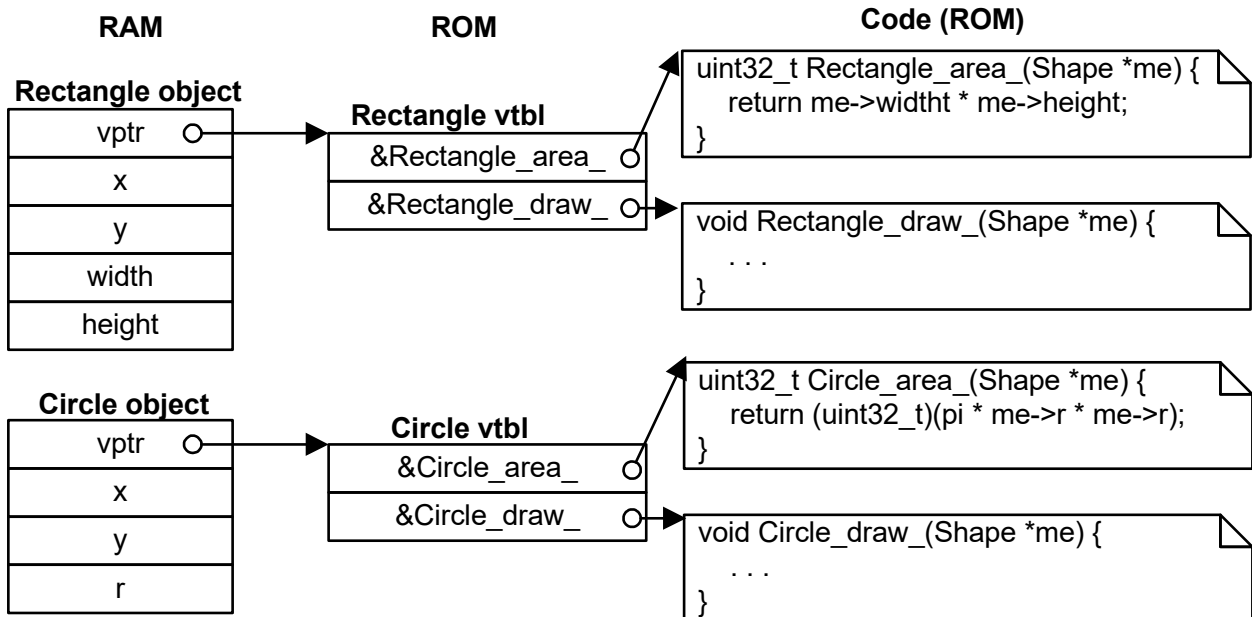 RAM
ROM
Code (ROM)
Rectangle object
vptr
x
y
width
height
Rectangle vtbl
&Rectangle_area_
&Rectangle_draw_
uint32_t Rectangle_area_(Shape *me) {
return me->widtht * me->height;
}
void Rectangle_draw_(Shape *me) {
. . .
}
Circle object
vptr
x
y
r
Circle vtbl
&Circle_area_
&Circle_draw_
uint32_t Circle_area_(Shape *me) {
return (uint32_t)(pi * me->r * me->r);
}
void Circle_draw_(Shape *me) {
. . .
}